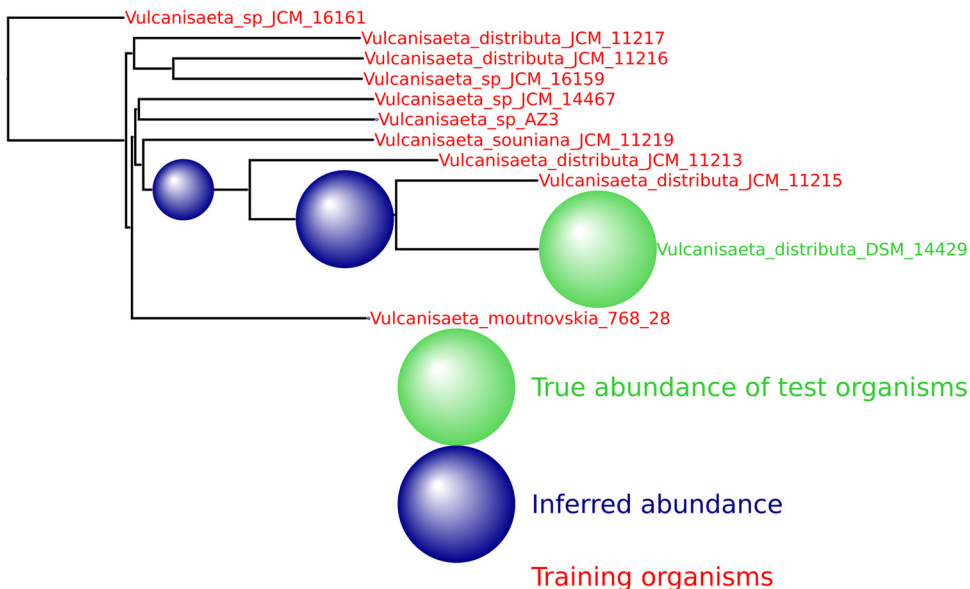 Vulcanisaeta_sp_JCM_16161
Vulcanisaeta_distributa_JCM_11217
Vulcanisaeta_distributa_JCM_11216
Vulcanisaeta_sp_JCM_16159
Vulcanisaeta_sp_JCM_14467
Vulcanisaeta_sp_AZ3
Vulcanisaeta_souniana_JCM_11219
Vulcanisaeta_distributa_JCM_11213
Vulcanisaeta_distributa_JCM_11215
Vulcanisaeta_distributa_DSM_14429
Vulcanisaeta_moutnovskia_768_28
True abundance of test organisms
Inferred abundance
Training organisms